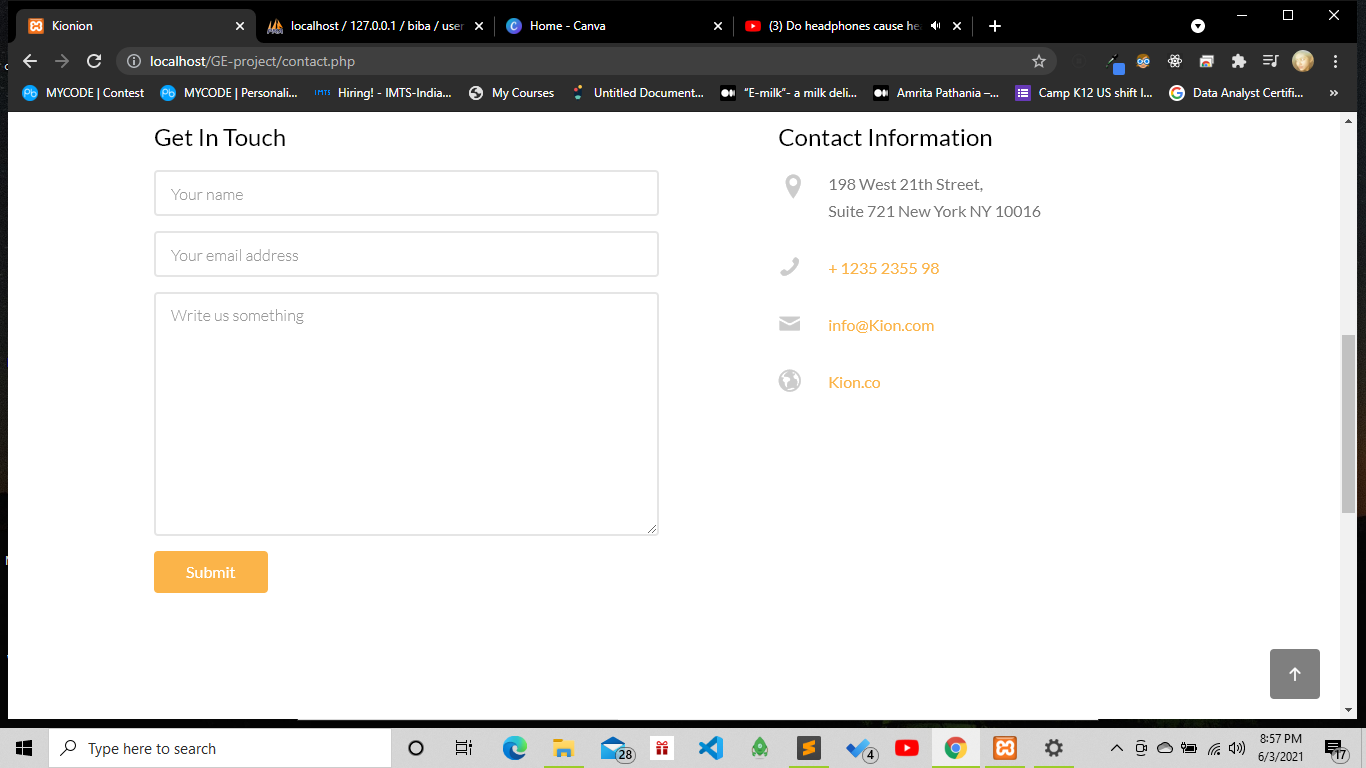 Kionion
localhost / 127.0.0.1 / biba / user
Home - Canva
(3) Do headphones cause he
localhost/GE-project/contact.php
MYCODE | Contest
MYCODE | Personali...
IMTS
Hiring! - IMTS-India...
My Courses
Untitled Document...
“E-milk”- a milk deli...
Amrita Pathania –...
Camp K12 US shift I...
Data Analyst Certifi...
»
Get In Touch
Your name
Your email address
Write us something
Submit
Contact Information
198 West 21th Street,
Suite 721 New York NY 10016
+ 1235 2355 98
info@Kion.com
Kion.co
Type here to search
28
4
8:57 PM
6/3/2021
17